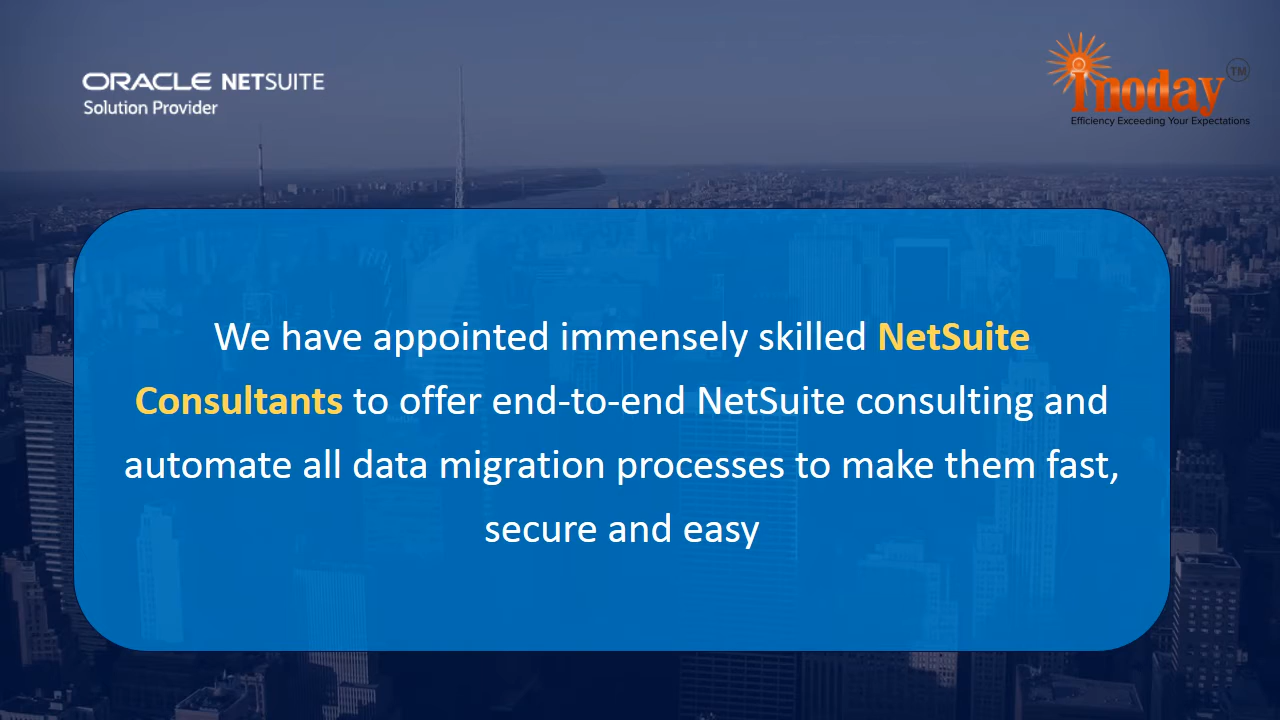 ORACLE NETSUITE
Solution Provider
inoday TM
Efficiency Exceeding Your Expectations
We have appointed immensely skilled NetSuite
Consultants to offer end-to-end NetSuite consulting and
automate all data migration processes to make them fast,
secure and easy